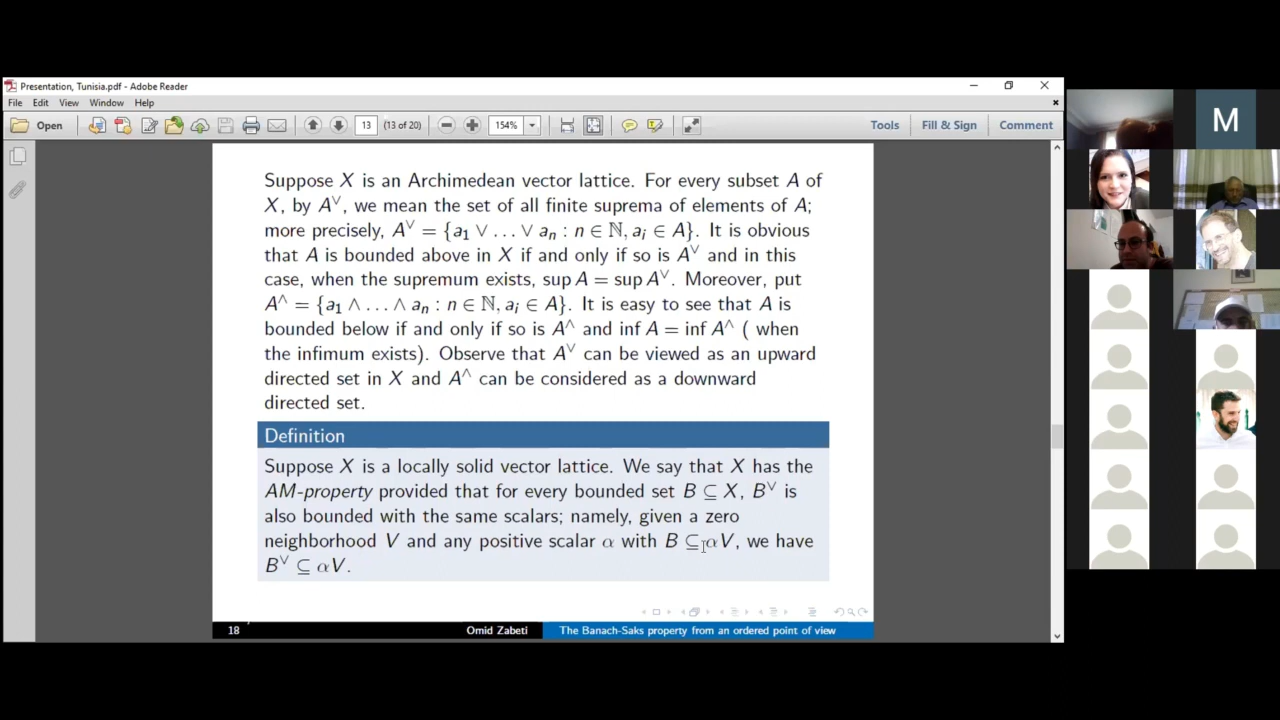 Presentation, Tunisia.pdf - Adobe Reader
File Edit View Window Help
Open 13 (13 of 20) 154% Tools Fill & Sign Comment
Suppose X is an Archimedean vector lattice. For every subset A of
X, by A^∨, we mean the set of all finite suprema of elements of A;
more precisely, A^∨ = {a₁ ∨ … ∨ aₙ : n ∈ ℕ, aᵢ ∈ A}. It is obvious
that A is bounded above in X if and only if so is A^∨ and in this
case, when the supremum exists, sup A = sup A^∨. Moreover, put
A^∧ = {a₁ ∧ … ∧ aₙ : n ∈ ℕ, aᵢ ∈ A}. It is easy to see that A is
bounded below if and only if so is A^∧ and inf A = inf A^∧ ( when
the infimum exists). Observe that A^∨ can be viewed as an upward
directed set in X and A^∧ can be considered as a downward
directed set.
Definition
Suppose X is a locally solid vector lattice. We say that X has the
AM-property provided that for every bounded set B ⊆ X, B^∨ is
also bounded with the same scalars; namely, given a zero
neighborhood V and any positive scalar α with B ⊆ αV, we have
B^∨ ⊆ αV.
18 Omid Zabeti The Banach-Saks property from an ordered point of view
M